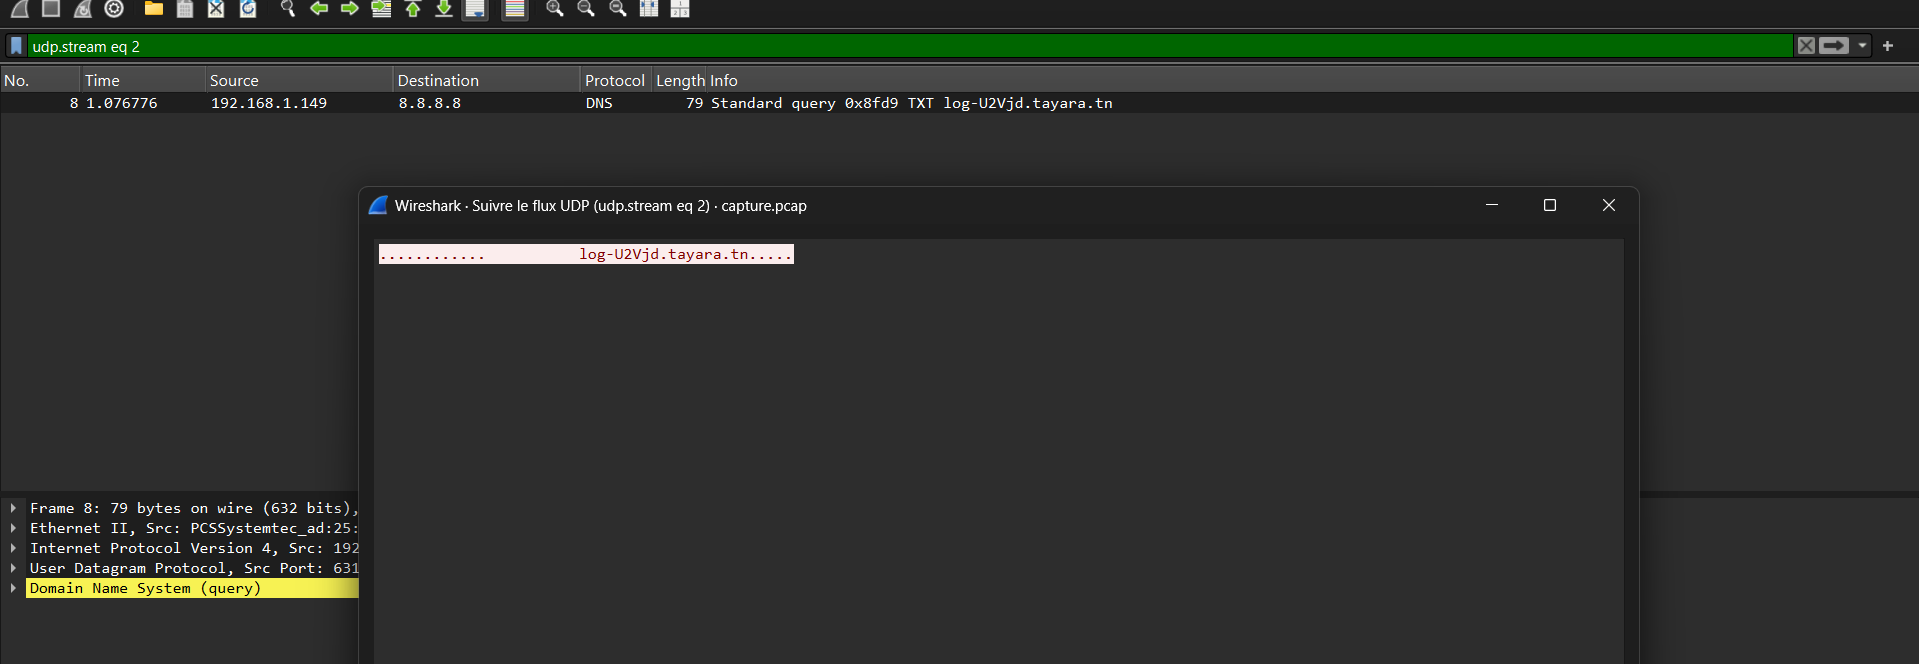 udp.stream eq 2
No. Time Source Destination Protocol Length Info
8 1.076776 192.168.1.149 8.8.8.8 DNS 79 Standard query 0x8fd9 TXT log-U2Vjd.tayara.tn
Wireshark · Suivre le flux UDP (udp.stream eq 2) · capture.pcap
............ log-U2Vjd.tayara.tn.....
Frame 8: 79 bytes on wire (632 bits),
Ethernet II, Src: PCSSystemtec_ad:25:
Internet Protocol Version 4, Src: 192
User Datagram Protocol, Src Port: 631
Domain Name System (query)